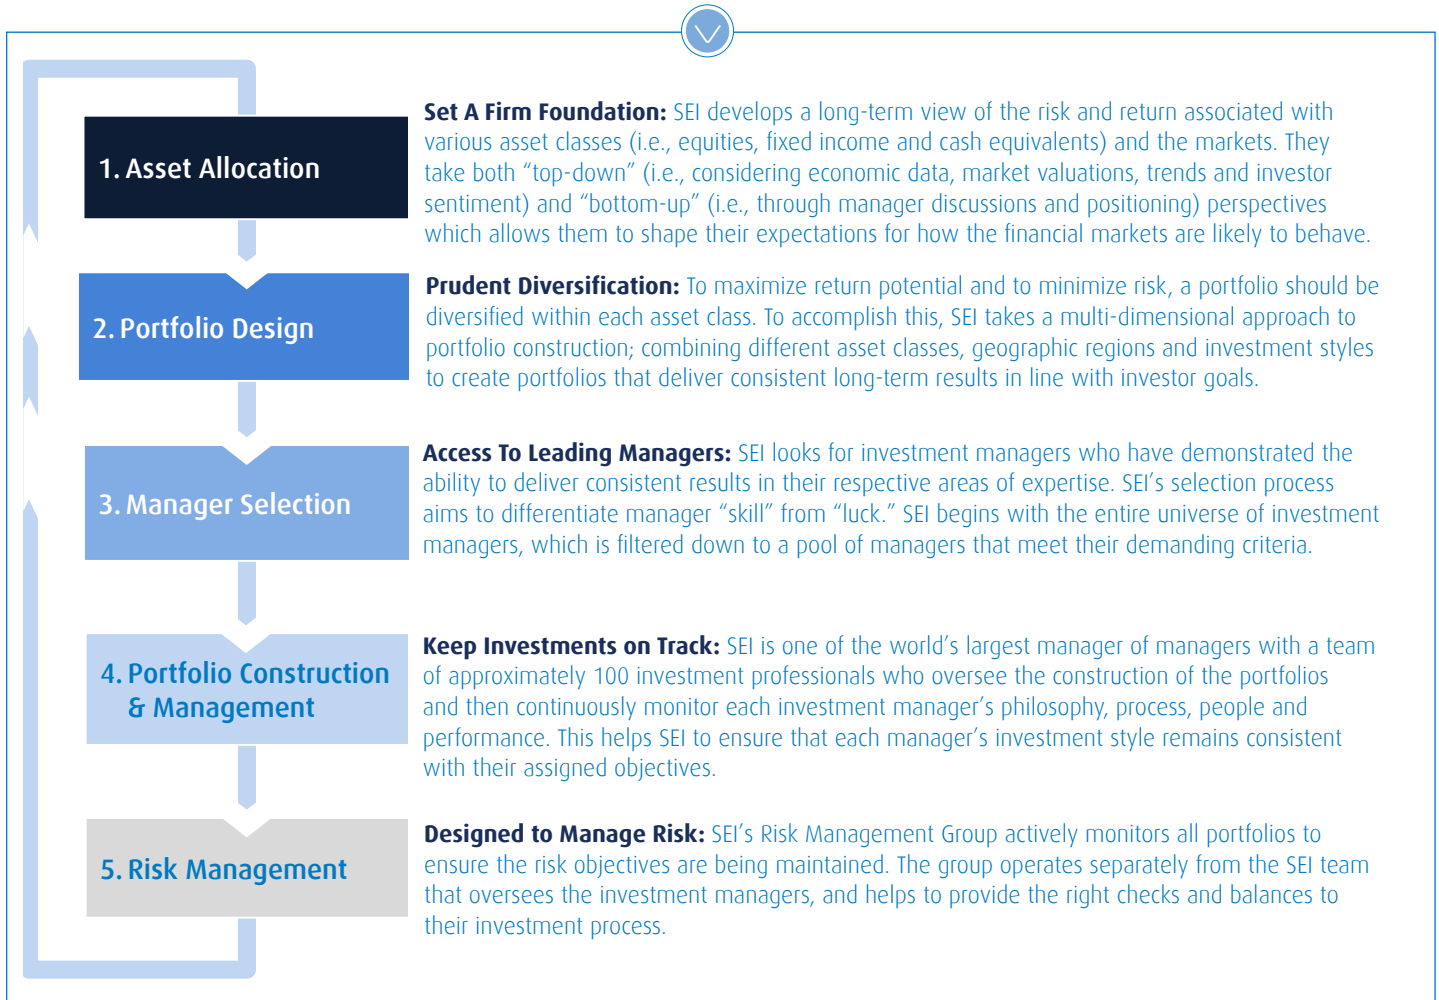 1. Asset Allocation
Set A Firm Foundation: SEI develops a long-term view of the risk and return associated with
various asset classes (i.e., equities, fixed income and cash equivalents) and the markets. They
take both “top-down” (i.e., considering economic data, market valuations, trends and investor
sentiment) and “bottom-up” (i.e., through manager discussions and positioning) perspectives
which allows them to shape their expectations for how the financial markets are likely to behave.
2. Portfolio Design
Prudent Diversification: To maximize return potential and to minimize risk, a portfolio should be
diversified within each asset class. To accomplish this, SEI takes a multi-dimensional approach to
portfolio construction; combining different asset classes, geographic regions and investment styles
to create portfolios that deliver consistent long-term results in line with investor goals.
3. Manager Selection
Access To Leading Managers: SEI looks for investment managers who have demonstrated the
ability to deliver consistent results in their respective areas of expertise. SEI’s selection process
aims to differentiate manager “skill” from “luck.” SEI begins with the entire universe of investment
managers, which is filtered down to a pool of managers that meet their demanding criteria.
4. Portfolio Construction
& Management
Keep Investments on Track: SEI is one of the world’s largest manager of managers with a team
of approximately 100 investment professionals who oversee the construction of the portfolios
and then continuously monitor each investment manager’s philosophy, process, people and
performance. This helps SEI to ensure that each manager’s investment style remains consistent
with their assigned objectives.
5. Risk Management
Designed to Manage Risk: SEI’s Risk Management Group actively monitors all portfolios to
ensure the risk objectives are being maintained. The group operates separately from the SEI team
that oversees the investment managers, and helps to provide the right checks and balances to
their investment process.